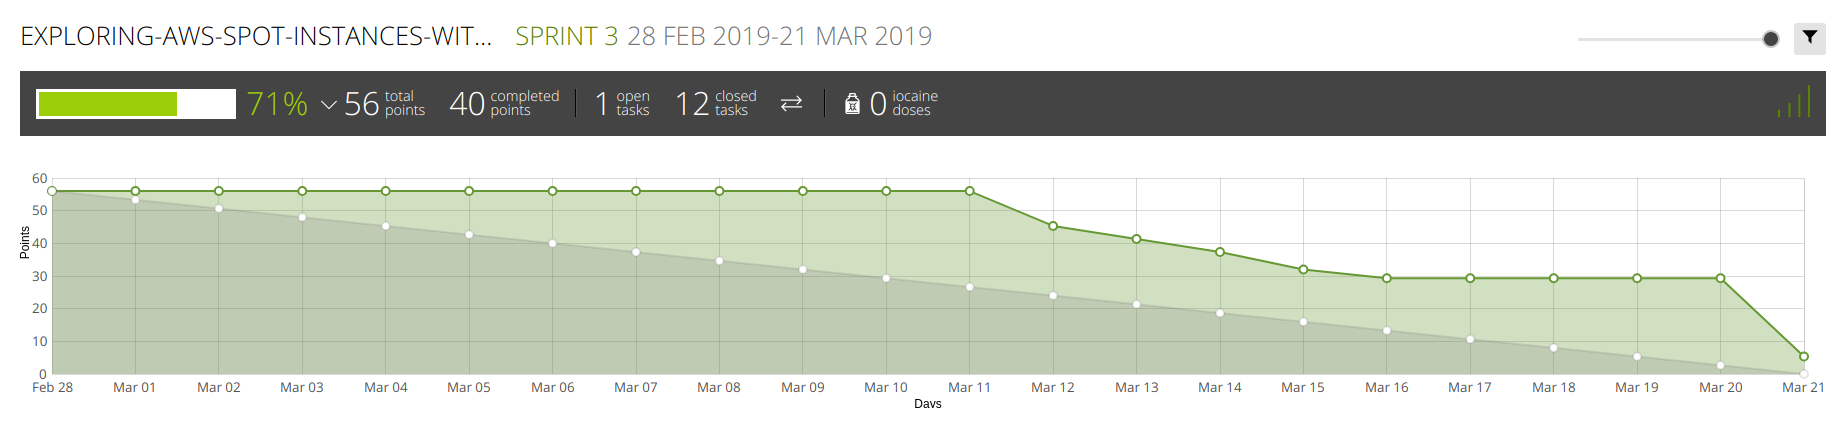 EXPLORING-AWS-SPOT-INSTANCES-WIT... SPRINT 3 28 FEB 2019-21 MAR 2019
71% 56 total points 40 completed points 1 open tasks 12 closed tasks 0 iocaine doses
60
50
40
30
20
10
0
Points
Feb 28 Mar 01 Mar 02 Mar 03 Mar 04 Mar 05 Mar 06 Mar 07 Mar 08 Mar 09 Mar 10 Mar 11 Mar 12 Mar 13 Mar 14 Mar 15 Mar 16 Mar 17 Mar 18 Mar 19 Mar 20 Mar 21
Days